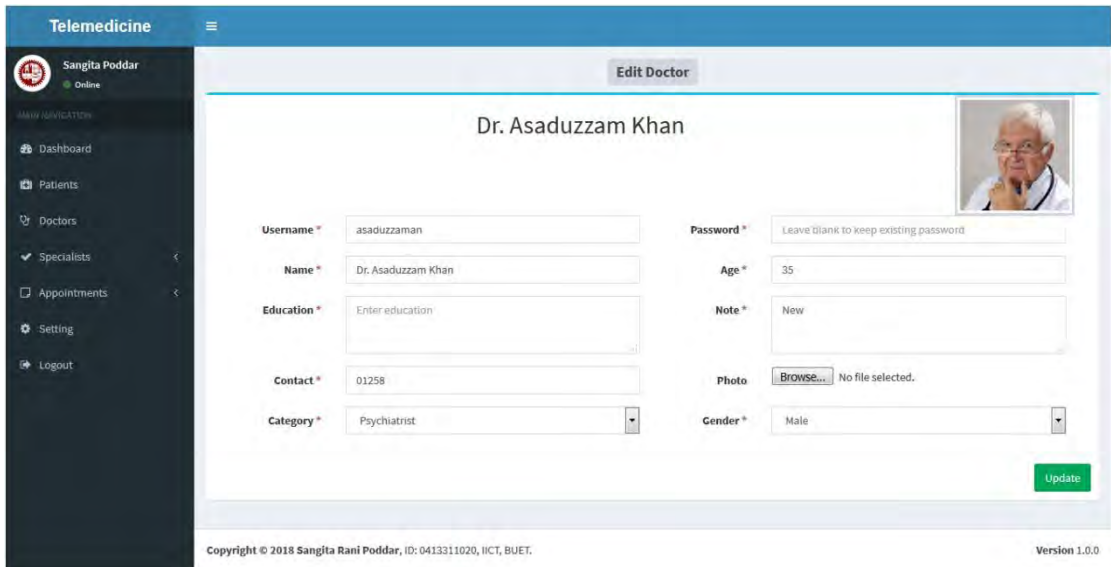 Telemedicine
Sangita Poddar
Online
Edit Doctor
MAIN NAVIGATION
Dashboard
Patients
Doctors
Specialists
Appointments
Setting
Logout
Dr. Asaduzzam Khan
Username * asaduzzaman Password * Leave blank to keep existing password
Name * Dr. Asaduzzam Khan Age * 35
Education * Enter education Note * New
Contact * 01258 Photo Browse... No file selected.
Category * Psychiatrist Gender * Male
Update
Copyright © 2018 Sangita Rani Poddar, ID: 0413311020, IICT, BUET. Version 1.0.0